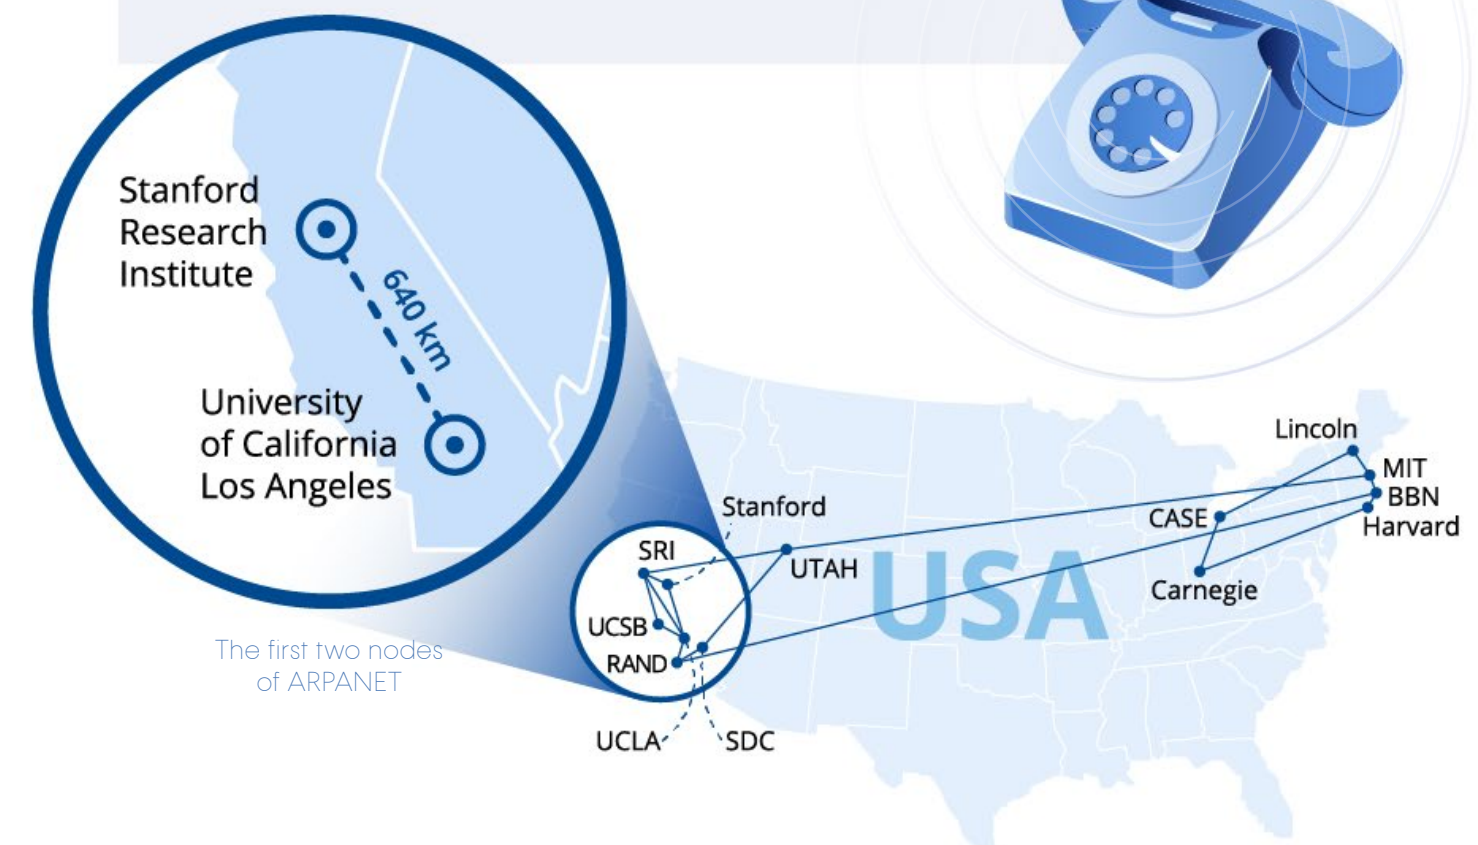 Stanford
Research
Institute
640 km
University
of California
Los Angeles
The first two nodes
of ARPANET
Stanford
SRI
UTAH
UCSB
RAND
UCLA
SDC
USA
Lincoln
MIT
BBN
Harvard
CASE
Carnegie